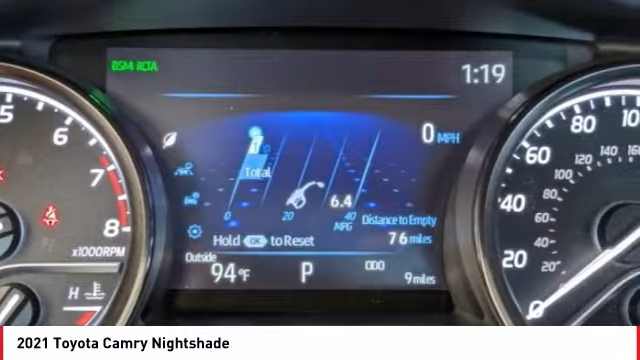 BSM RCTA
1:19
0 MPH
Total
6.4
0 20 40
MPG
Distance to Empty
76 miles
Hold OK to Reset
Outside
94°F
P
ODO
9 miles
5
6
7
8
x1000RPM
H
0
20
40
60
80
20
40
60
80
100
120
140
2021 Toyota Camry Nightshade